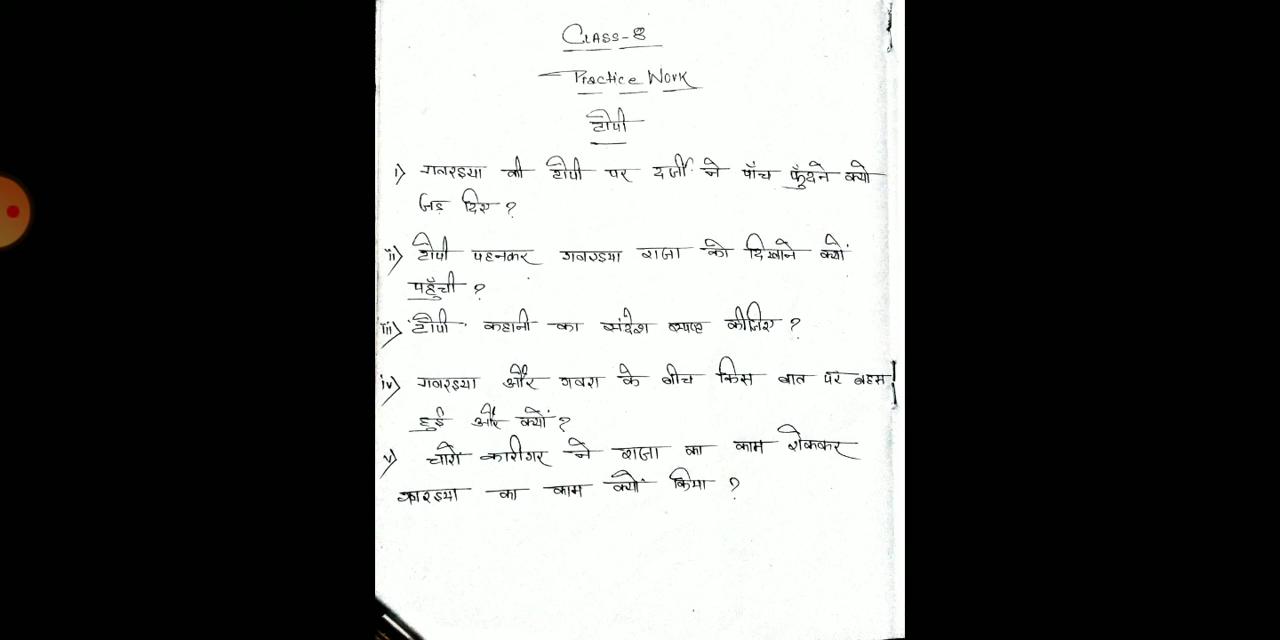 CLASS-8
Practice Work
टोपी
i) गवरइया की टोपी पर दर्जी ने पाँच फुँदने क्यो
जड़ दिए ?
ii) टोपी पहनकर गवरइया राजा को दिखाने क्यों
पहुँची ?
iii) टोपी कहानी का संदेश स्पष्ट कीजिए ?
iv) गवरइया और गवरा के बीच किस बात पर बहस
हुई और क्यों ?
v) चारो कारीगर ने राजा का काम रोककर
का काम क्यों किया ?